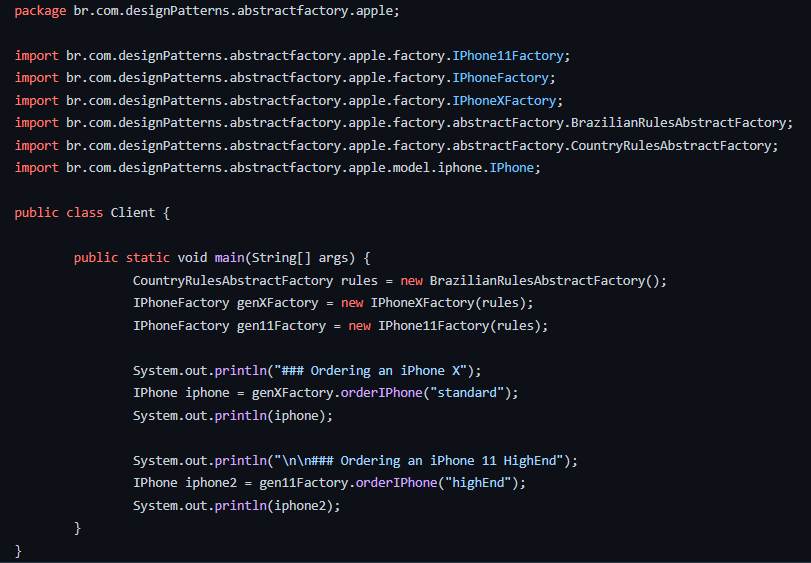 package br.com.designPatterns.abstractfactory.apple;

import br.com.designPatterns.abstractfactory.apple.factory.IPhone11Factory;
import br.com.designPatterns.abstractfactory.apple.factory.IPhoneFactory;
import br.com.designPatterns.abstractfactory.apple.factory.IPhoneXFactory;
import br.com.designPatterns.abstractfactory.apple.factory.abstractFactory.BrazilianRulesAbstractFactory;
import br.com.designPatterns.abstractfactory.apple.factory.abstractFactory.CountryRulesAbstractFactory;
import br.com.designPatterns.abstractfactory.apple.model.iphone.IPhone;

public class Client {

        public static void main(String[] args) {
                CountryRulesAbstractFactory rules = new BrazilianRulesAbstractFactory();
                IPhoneFactory genXFactory = new IPhoneXFactory(rules);
                IPhoneFactory gen11Factory = new IPhone11Factory(rules);

                System.out.println("### Ordering an iPhone X");
                IPhone iphone = genXFactory.orderIPhone("standard");
                System.out.println(iphone);

                System.out.println("\n\n### Ordering an iPhone 11 HighEnd");
                IPhone iphone2 = gen11Factory.orderIPhone("highEnd");
                System.out.println(iphone2);
        }
}